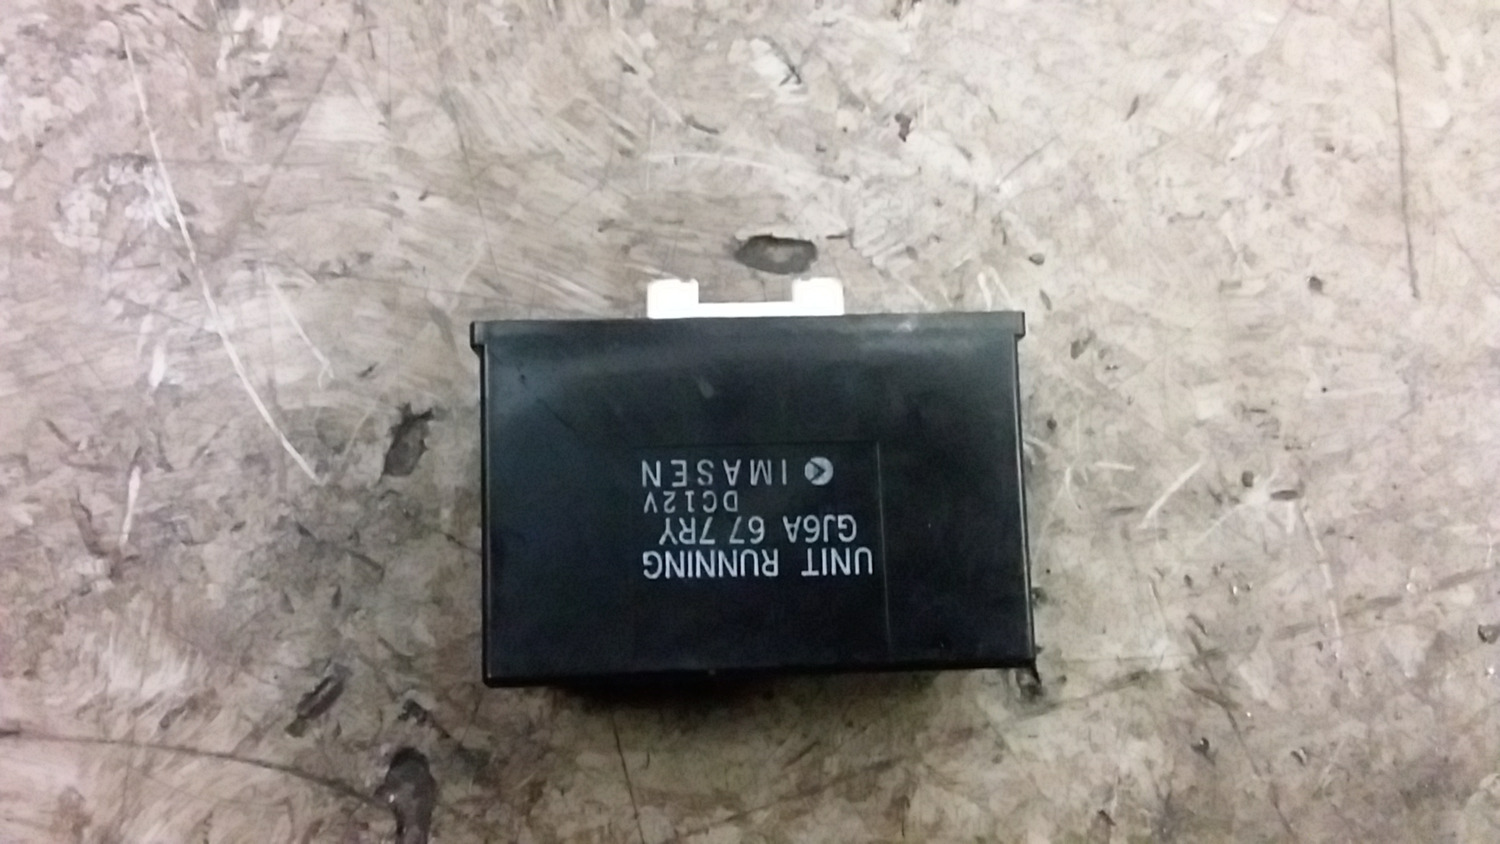 UNIT RUNNING
GJ6A 67 7RY
DC12V
IMASEN